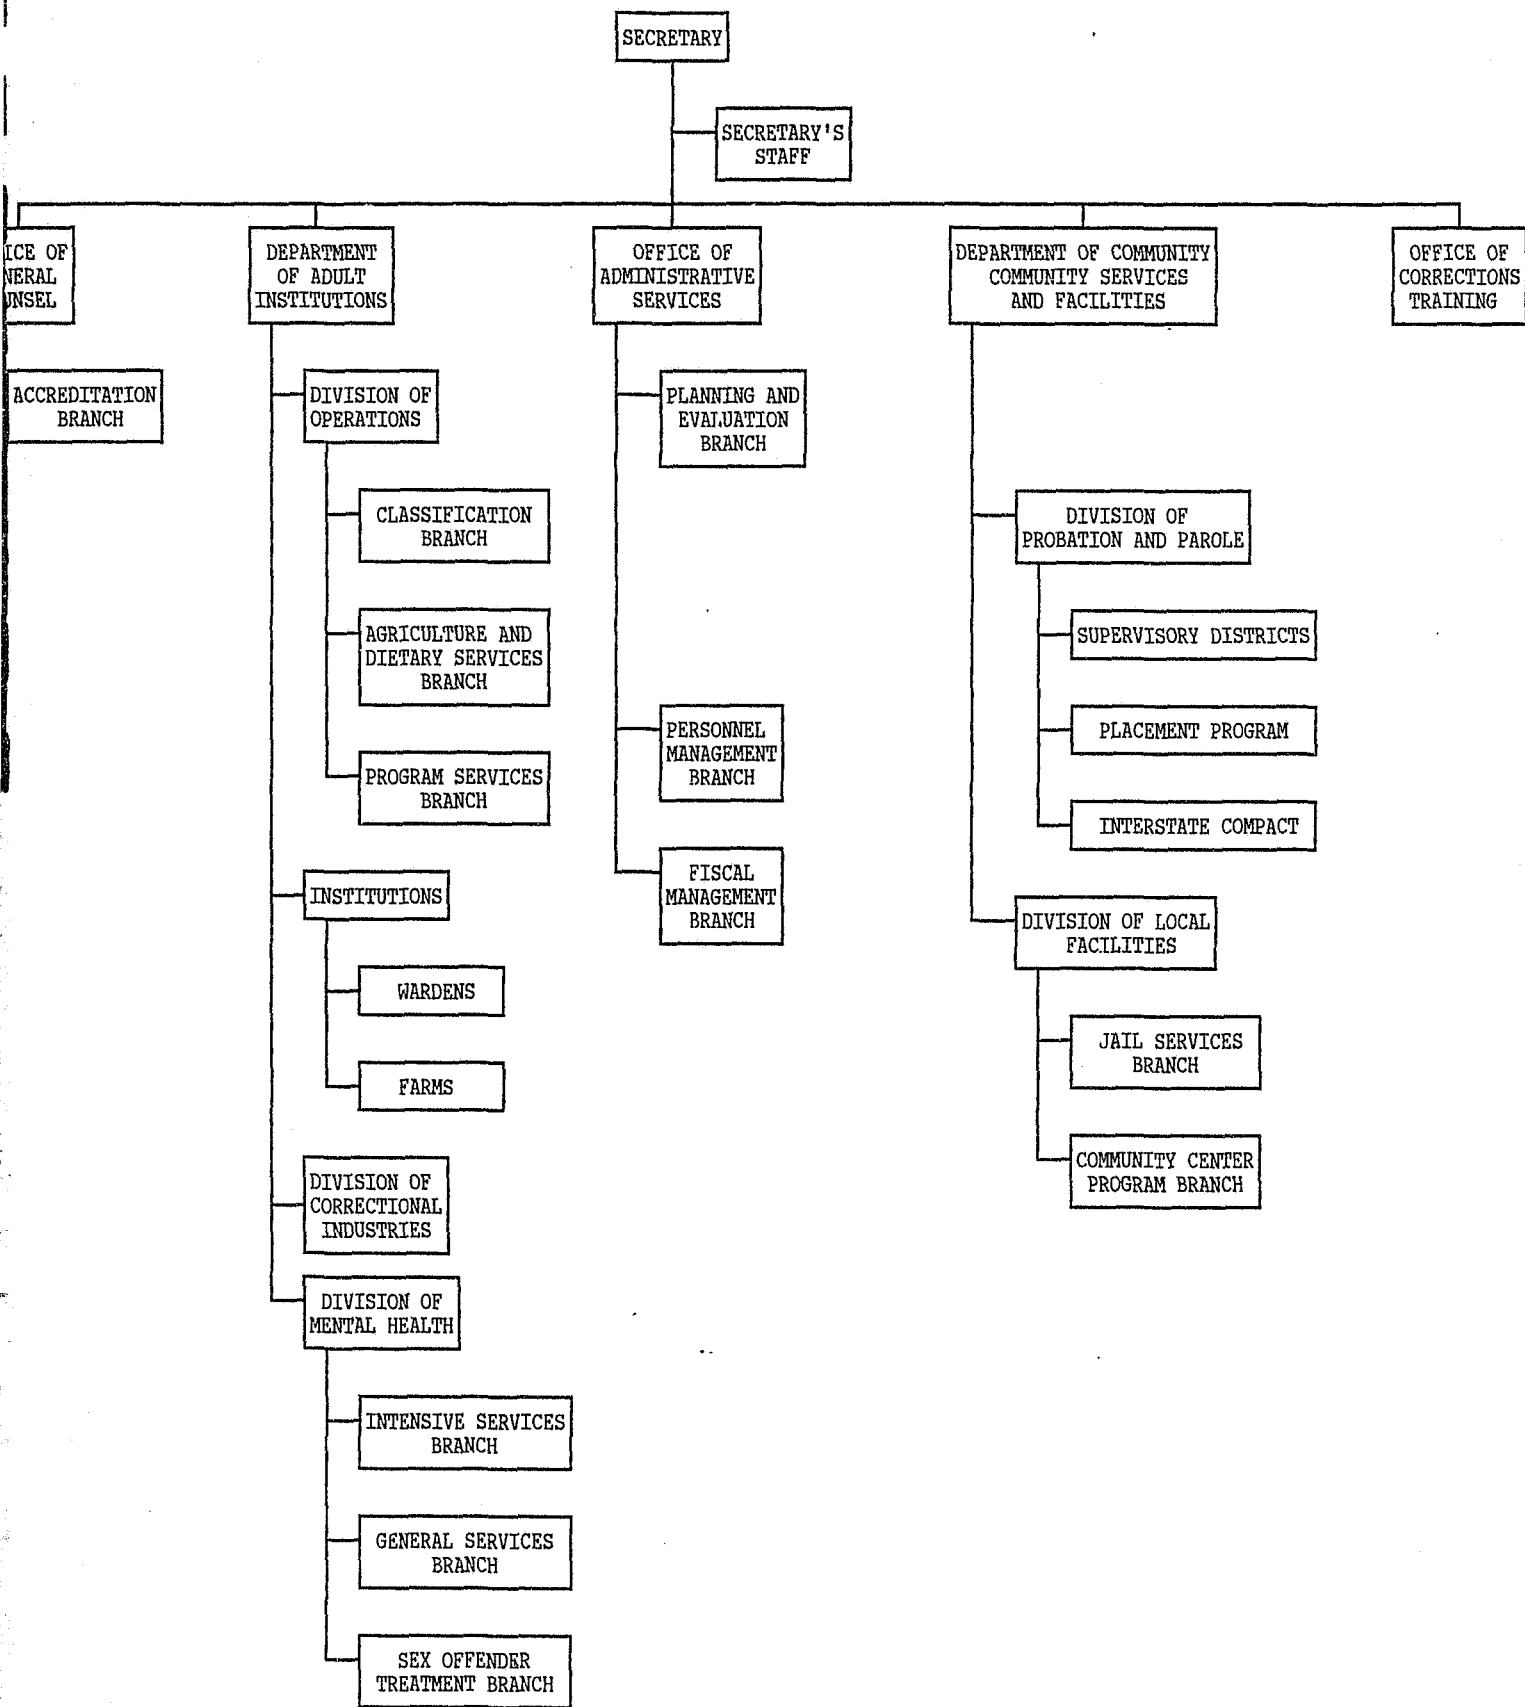 SECRETARY
SECRETARY'S
STAFF
ICE OF
NERAL
UNSEL
ACCREDITATION
BRANCH
DEPARTMENT
OF ADULT
INSTITUTIONS
DIVISION OF
OPERATIONS
CLASSIFICATION
BRANCH
AGRICULTURE AND
DIETARY SERVICES
BRANCH
PROGRAM SERVICES
BRANCH
INSTITUTIONS
WARDENS
FARMS
DIVISION OF
CORRECTIONAL
INDUSTRIES
DIVISION OF
MENTAL HEALTH
INTENSIVE SERVICES
BRANCH
GENERAL SERVICES
BRANCH
SEX OFFENDER
TREATMENT BRANCH
OFFICE OF
ADMINISTRATIVE
SERVICES
PLANNING AND
EVALUATION
BRANCH
PERSONNEL
MANAGEMENT
BRANCH
FISCAL
MANAGEMENT
BRANCH
DEPARTMENT OF COMMUNITY
COMMUNITY SERVICES
AND FACILITIES
DIVISION OF
PROBATION AND PAROLE
SUPERVISORY DISTRICTS
PLACEMENT PROGRAM
INTERSTATE COMPACT
DIVISION OF LOCAL
FACILITIES
JAIL SERVICES
BRANCH
COMMUNITY CENTER
PROGRAM BRANCH
OFFICE OF
CORRECTIONS
TRAINING